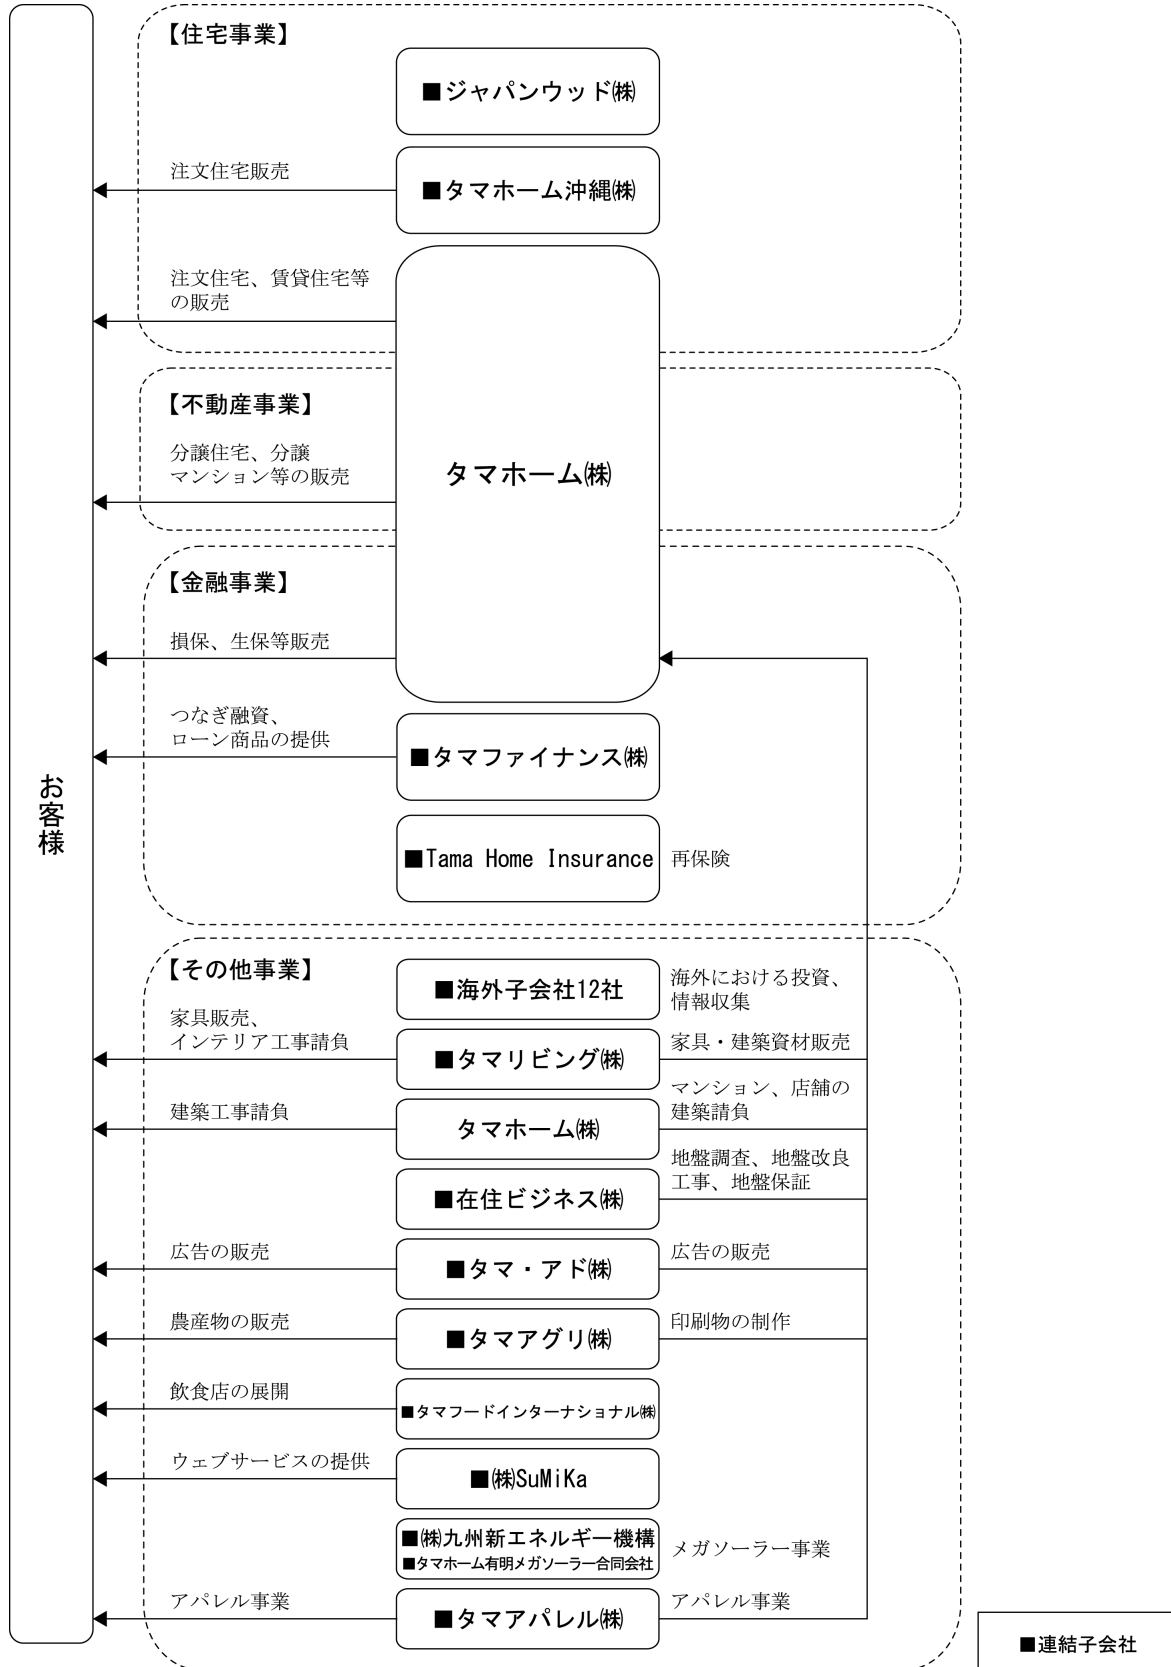 【住宅事業】
■ジャパンウッド㈱
注文住宅販売
■タマホーム沖縄㈱
注文住宅、賃貸住宅等
の販売
【不動産事業】
分譲住宅、分譲
マンション等の販売
タマホーム㈱
【金融事業】
損保、生保等販売
つなぎ融資、
ローン商品の提供
■タマファイナンス㈱
お客様
■Tama Home Insurance
再保険
【その他事業】
■海外子会社12社
海外における投資、
情報収集
家具販売、
インテリア工事請負
■タマリビング㈱
家具・建築資材販売
建築工事請負
タマホーム㈱
マンション、店舗の
建築請負
■在住ビジネス㈱
地盤調査、地盤改良
工事、地盤保証
広告の販売
■タマ・アド㈱
広告の販売
農産物の販売
■タマアグリ㈱
印刷物の制作
飲食店の展開
■タマフードインターナショナル㈱
ウェブサービスの提供
■㈱SuMiKa
■㈱九州新エネルギー機構
■タマホーム有明メガソーラー合同会社
メガソーラー事業
アパレル事業
■タマアパレル㈱
アパレル事業
■連結子会社